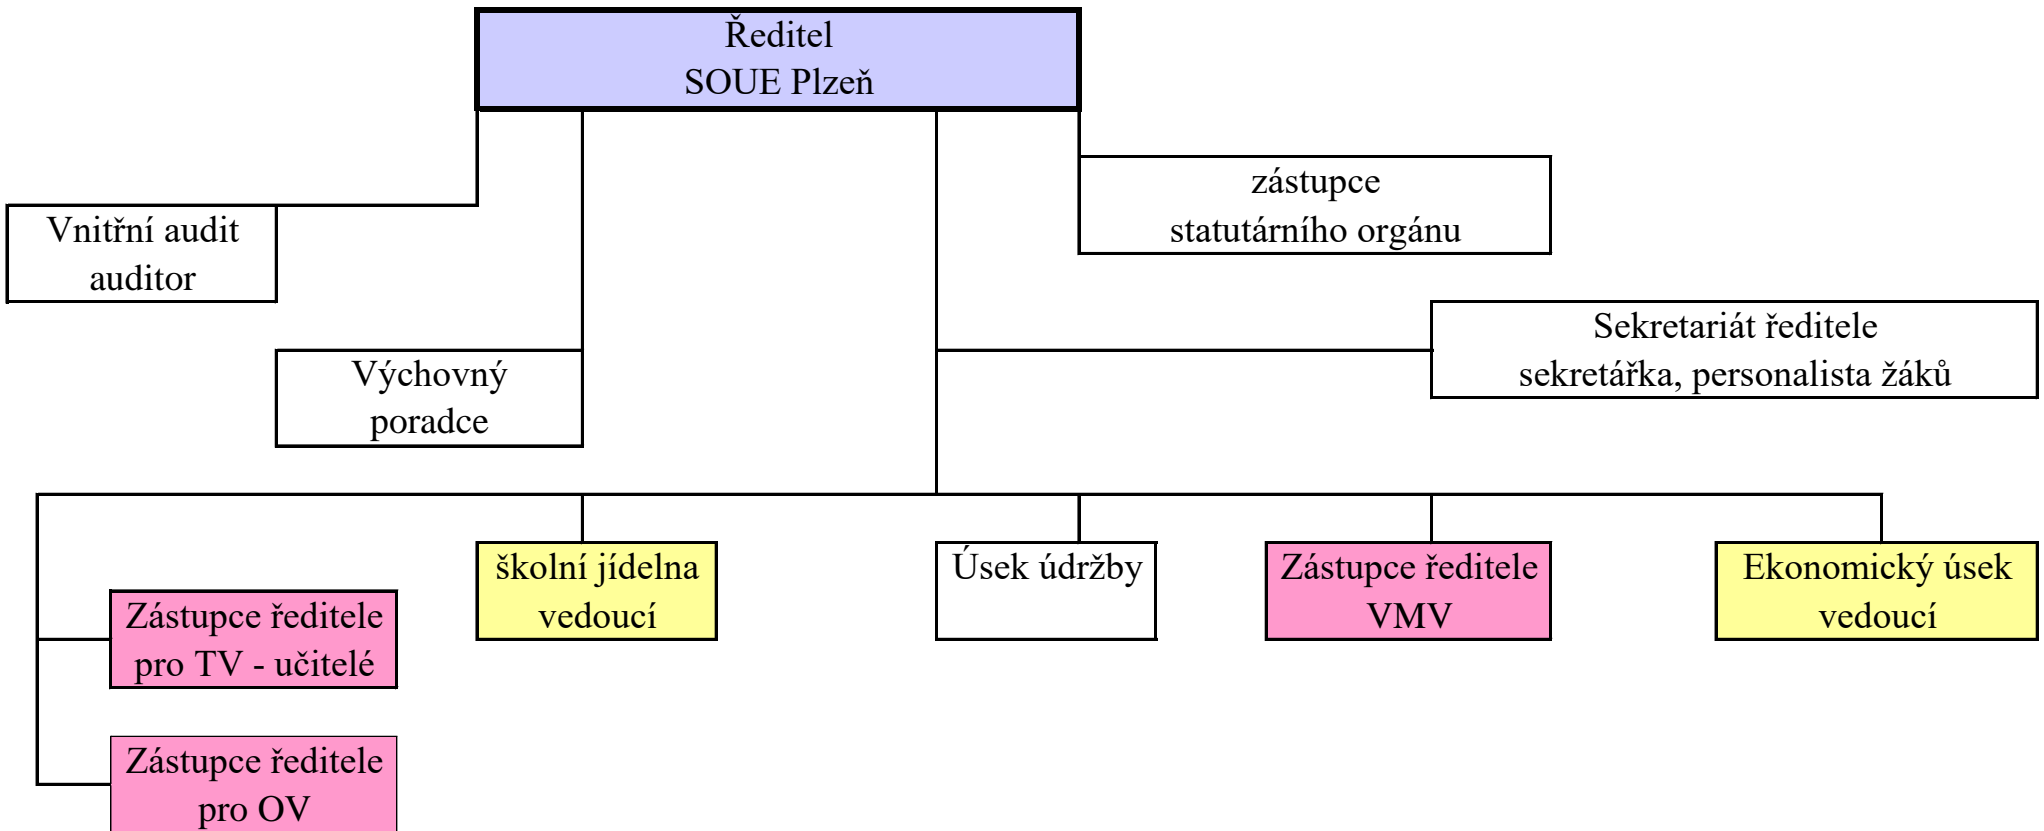 Ředitel
SOUE Plzeň
zástupce
statutárního orgánu
Vnitřní audit
auditor
Sekretariát ředitele
sekretářka, personalista žáků
Výchovný
poradce
školní jídelna
vedoucí
Úsek údržby
Zástupce ředitele
VMV
Ekonomický úsek
vedoucí
Zástupce ředitele
pro TV - učitelé
Zástupce ředitele
pro OV